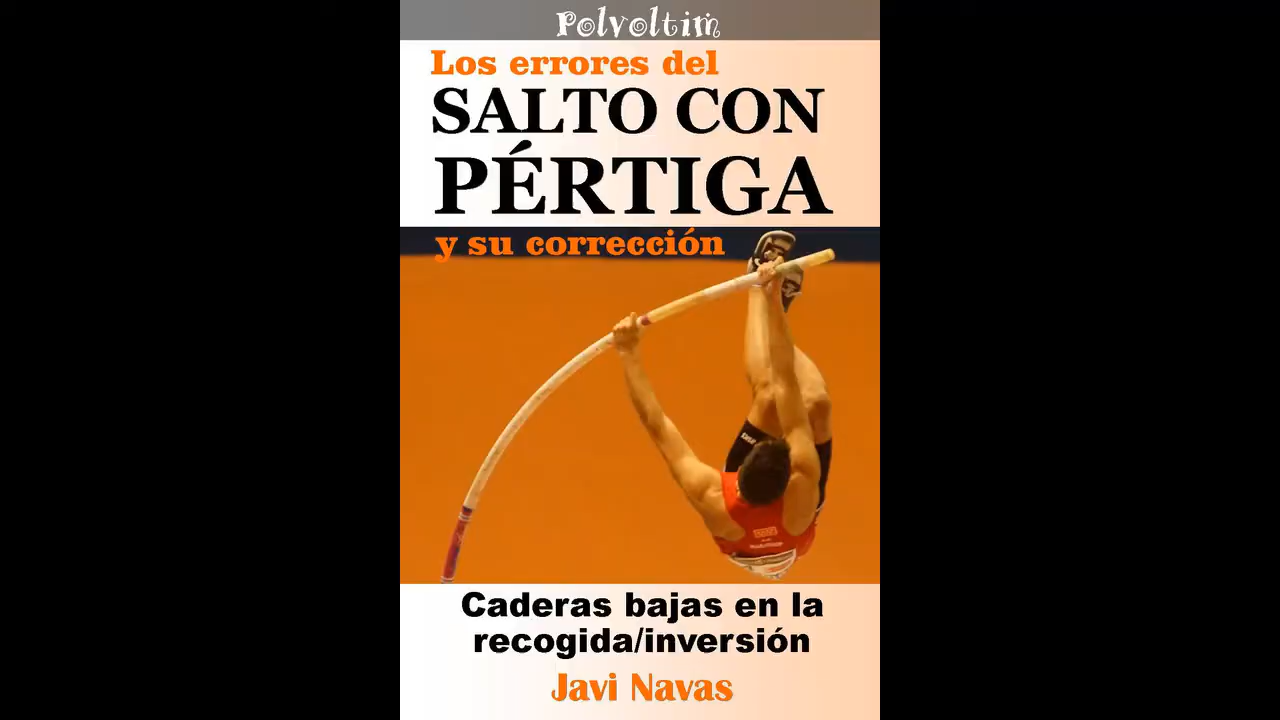 Polvoltim
Los errores del
SALTO CON
PÉRTIGA
y su corrección
Caderas bajas en la
recogida/inversión
Javi Navas